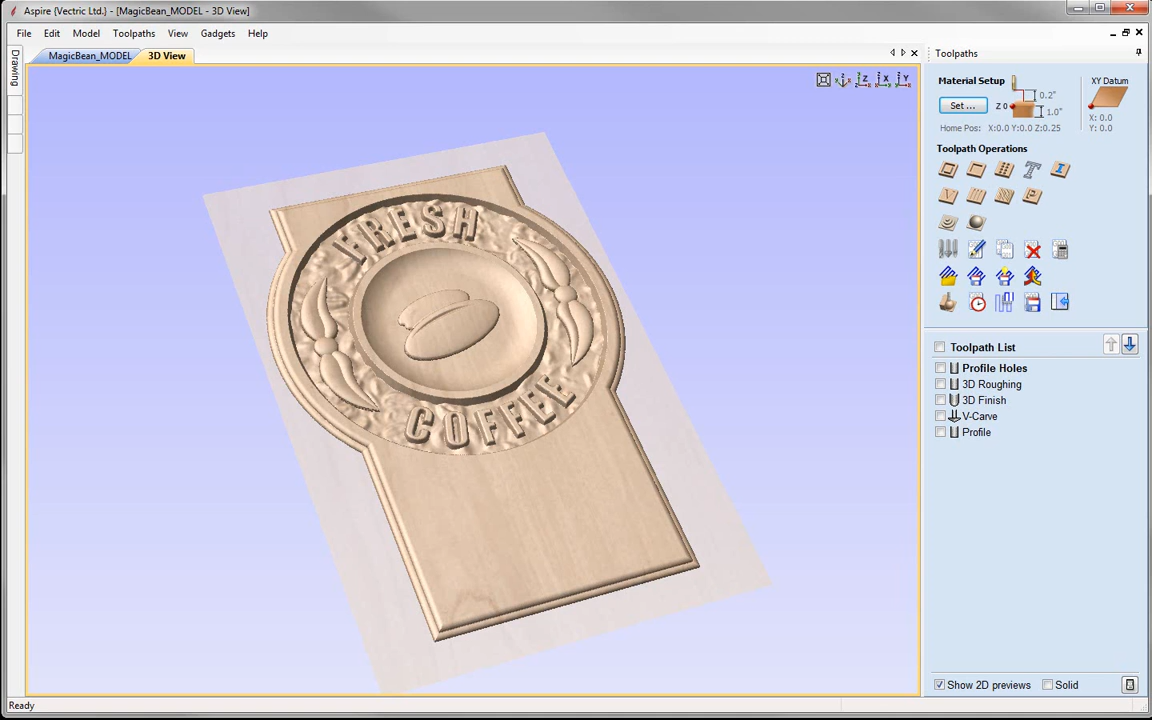 Aspire {Vectric Ltd.} - [MagicBean_MODEL - 3D View]
File Edit Model Toolpaths View Gadgets Help
MagicBean_MODEL 3D View
Drawing
Toolpaths
Material Setup
Set ...
Z 0
0.2"
1.0"
XY Datum
X: 0.0
Y: 0.0
Home Pos: X:0.0 Y:0.0 Z:0.25
Toolpath Operations
Toolpath List
Profile Holes
3D Roughing
3D Finish
V-Carve
Profile
Show 2D previews Solid
FRESH
COFFEE
Ready